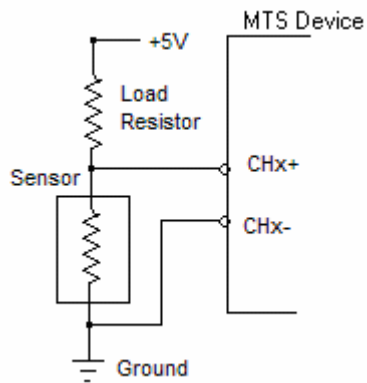 MTS Device
+5V
Load
Resistor
CHx+
Sensor
CHx-
Ground